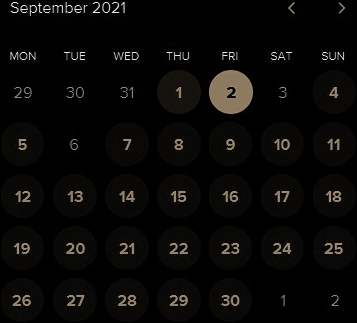 September 2021
MON TUE WED THU FRI SAT SUN
29 30 31 1 2 3 4
5 6 7 8 9 10 11
12 13 14 15 16 17 18
19 20 21 22 23 24 25
26 27 28 29 30 1 2